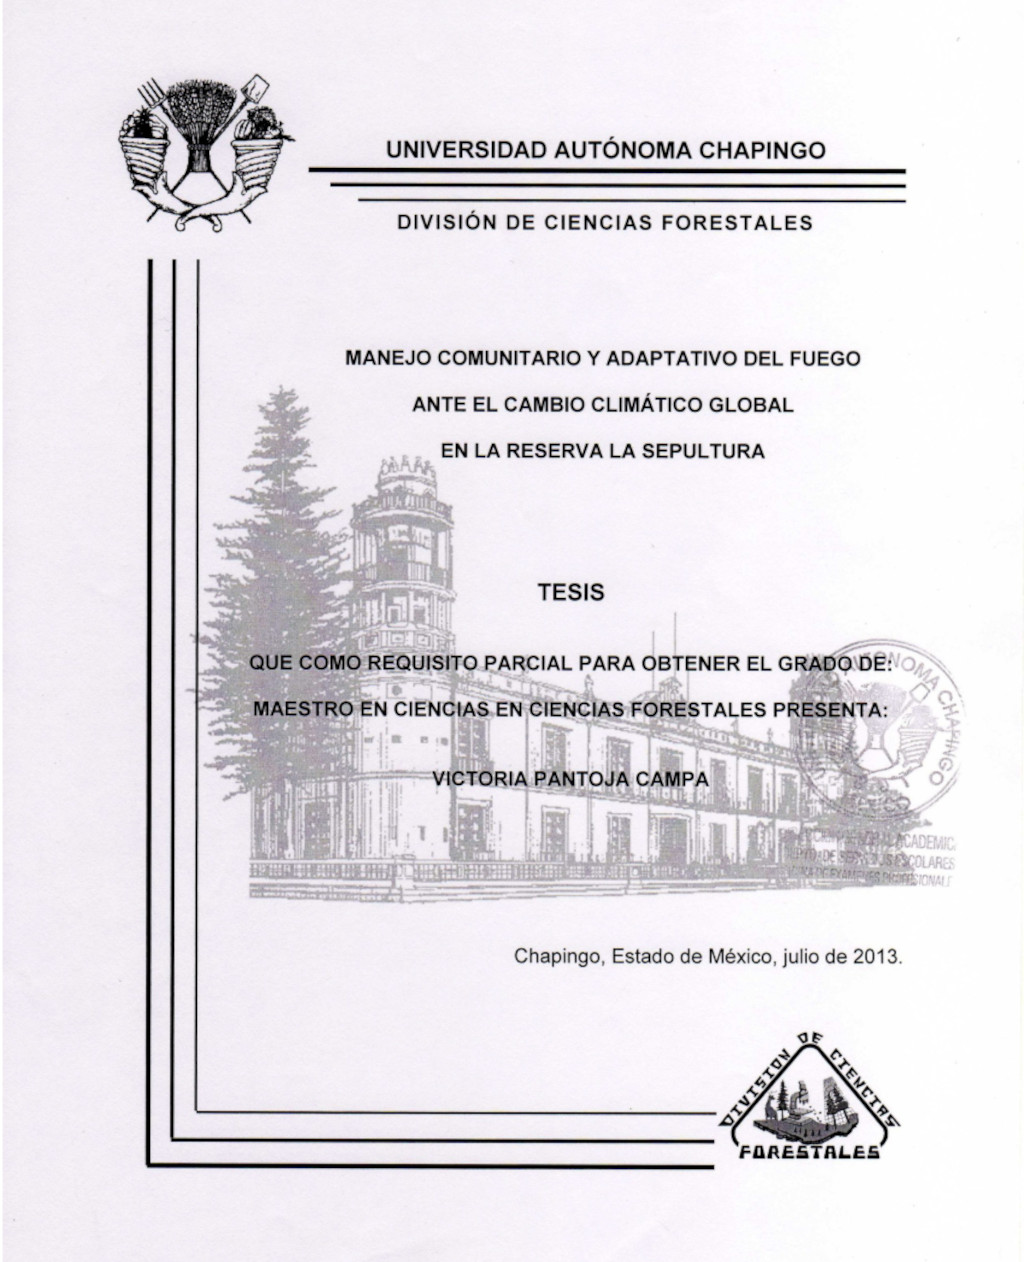 UNIVERSIDAD AUTÓNOMA CHAPINGO
DIVISIÓN DE CIENCIAS FORESTALES
MANEJO COMUNITARIO Y ADAPTATIVO DEL FUEGO
ANTE EL CAMBIO CLIMÁTICO GLOBAL
EN LA RESERVA LA SEPULTURA
TESIS
QUE COMO REQUISITO PARCIAL PARA OBTENER EL GRADO DE:
MAESTRO EN CIENCIAS EN CIENCIAS FORESTALES PRESENTA:
VICTORIA PANTOJA CAMPA
CHAPINGO
Chapingo, Estado de México, julio de 2013.
DIVISIÓN DE CIENCIAS
FORESTALES